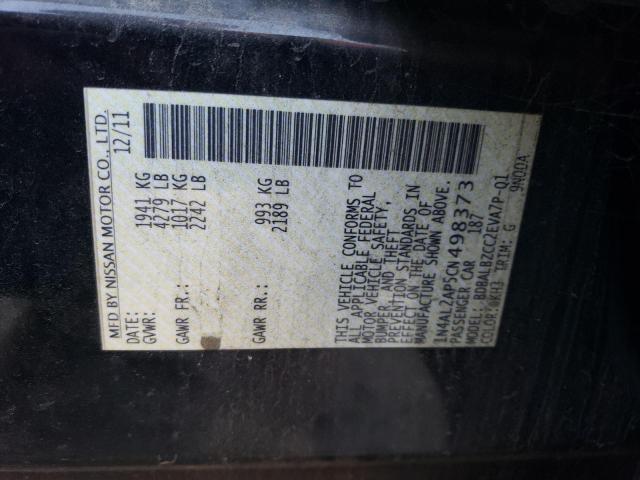 MFD BY NISSAN MOTOR CO., LTD.
DATE: 12/11
GVWR: 1941 KG
4279 LB
GAWR FR.: 1017 KG
2242 LB
GAWR RR.: 993 KG
2189 LB
THIS VEHICLE CONFORMS TO
ALL APPLICABLE FEDERAL
MOTOR VEHICLE SAFETY,
BUMPER, AND THEFT
PREVENTION STANDARDS IN
EFFECT ON THE DATE OF
MANUFACTURE SHOWN ABOVE.
1N4AL2AP5CN498373
PASSENGER CAR 187
MODEL: BDBALBZCC2EVA7P-Q1
COLOR: KH3 TRIM: G 9N00A